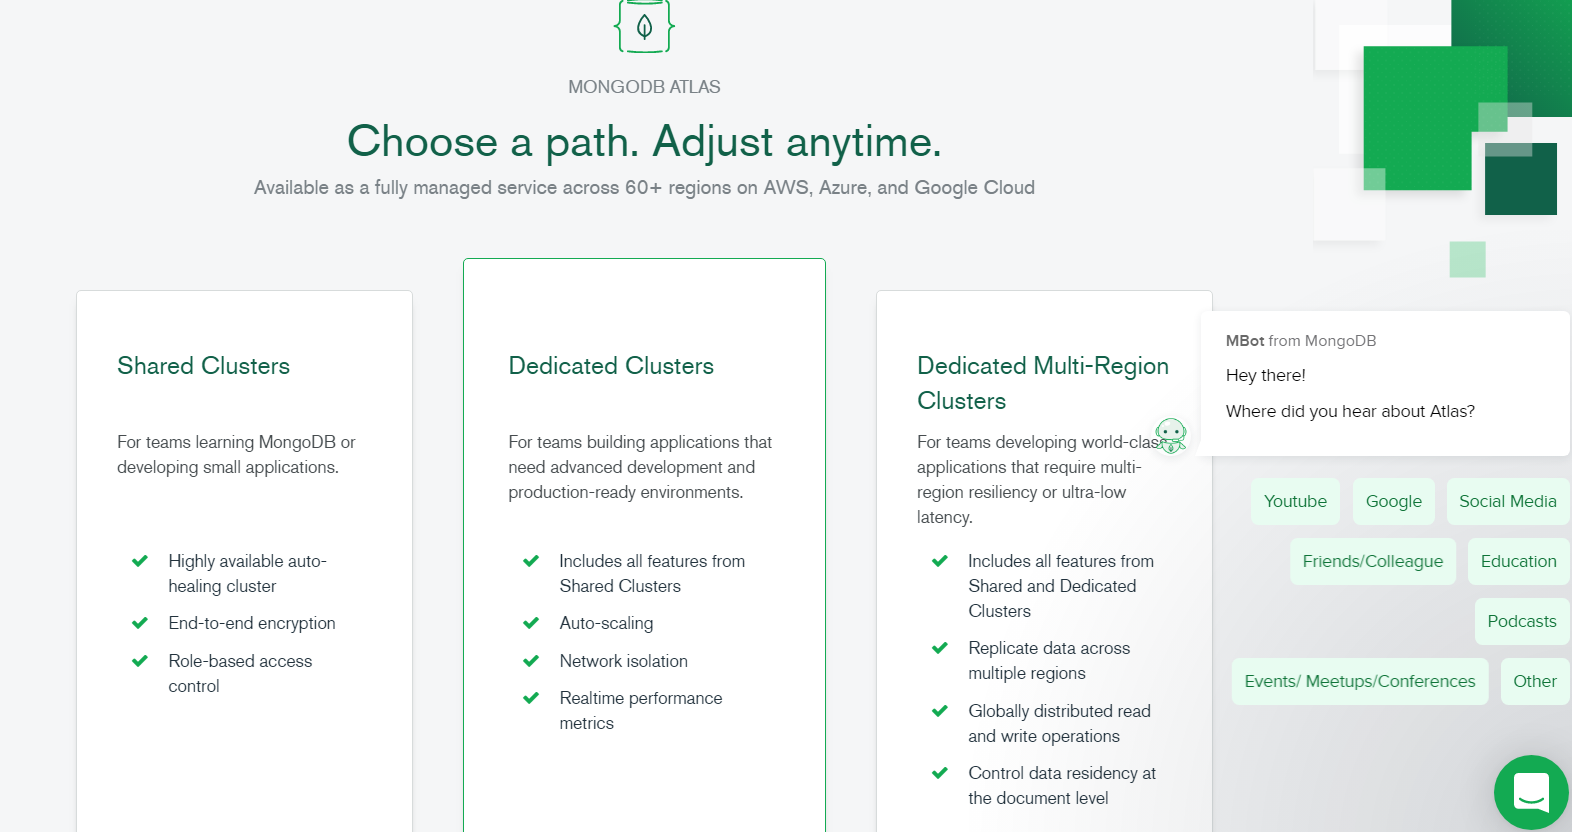 MONGODB ATLAS
Choose a path. Adjust anytime.
Available as a fully managed service across 60+ regions on AWS, Azure, and Google Cloud
Shared Clusters
For teams learning MongoDB or
developing small applications.
Highly available auto-
healing cluster
End-to-end encryption
Role-based access
control
Dedicated Clusters
For teams building applications that
need advanced development and
production-ready environments.
Includes all features from
Shared Clusters
Auto-scaling
Network isolation
Realtime performance
metrics
Dedicated Multi-Region
Clusters
For teams developing world-class
applications that require multi-
region resiliency or ultra-low
latency.
Includes all features from
Shared and Dedicated
Clusters
Replicate data across
multiple regions
Globally distributed read
and write operations
Control data residency at
the document level
MBot from MongoDB
Hey there!
Where did you hear about Atlas?
Youtube Google Social Media
Friends/Colleague Education
Podcasts
Events/ Meetups/Conferences Other